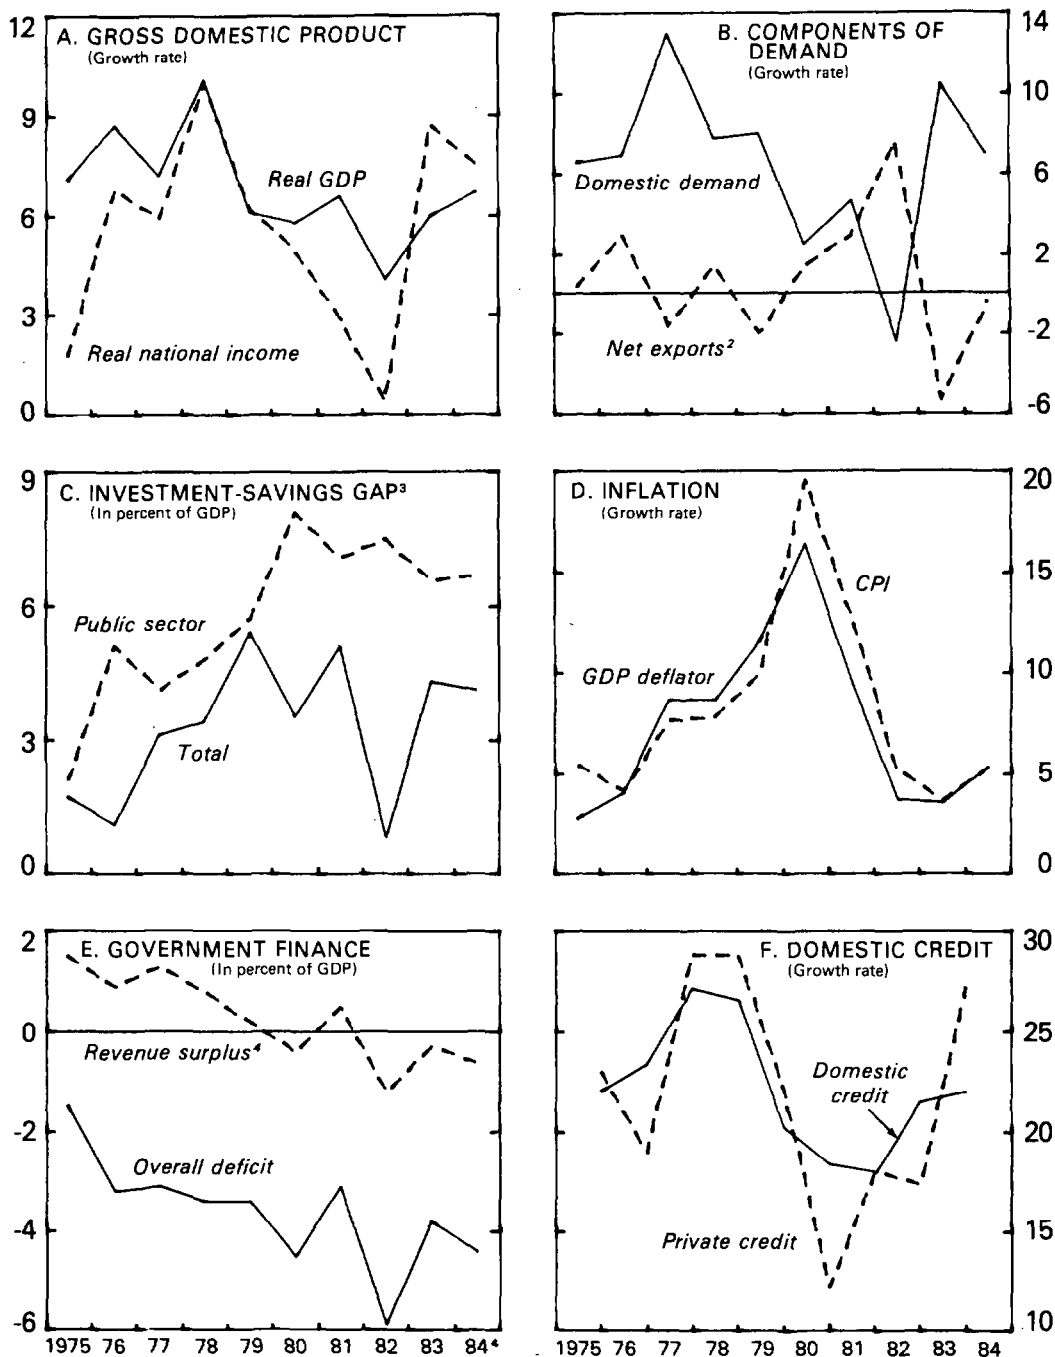 A. GROSS DOMESTIC PRODUCT
(Growth rate)
12
9
6
3
0
Real GDP
Real national income
B. COMPONENTS OF
DEMAND
(Growth rate)
14
10
6
2
-2
-6
Domestic demand
Net exports²
C. INVESTMENT-SAVINGS GAP³
(In percent of GDP)
9
6
3
0
Public sector
Total
D. INFLATION
(Growth rate)
20
15
10
5
0
CPI
GDP deflator
E. GOVERNMENT FINANCE
(In percent of GDP)
2
0
-2
-4
-6
Revenue surplus⁴
Overall deficit
1975 76 77 78 79 80 81 82 83 84⁴
F. DOMESTIC CREDIT
(Growth rate)
30
25
20
15
10
Domestic
credit
Private credit
1975 76 77 78 79 80 81 82 83 84